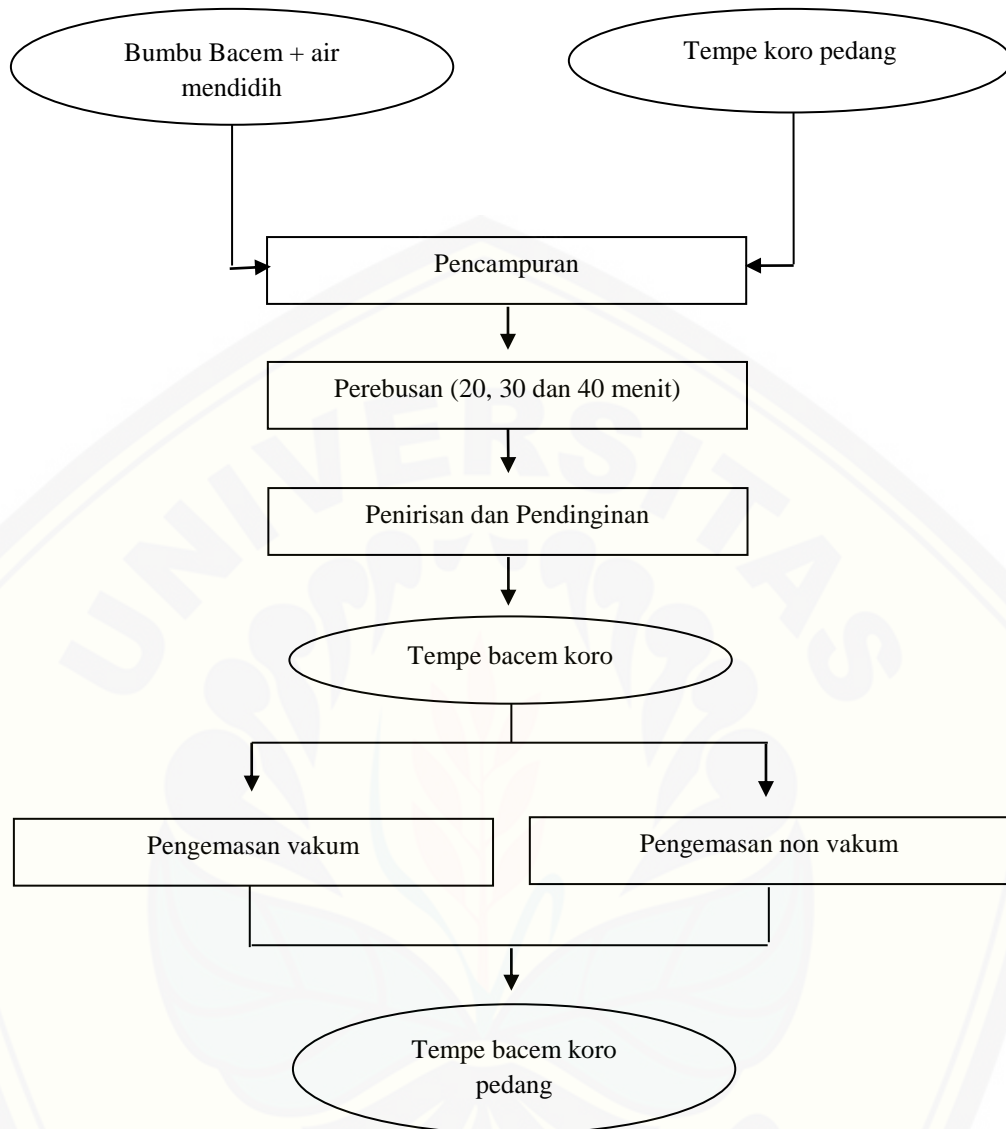 Bumbu Bacem + air
mendidih
Tempe koro pedang
Pencampuran
Perebusan (20, 30 dan 40 menit)
Penirisan dan Pendinginan
Tempe bacem koro
Pengemasan vakum
Pengemasan non vakum
Tempe bacem koro
pedang
UNIVERSITAS